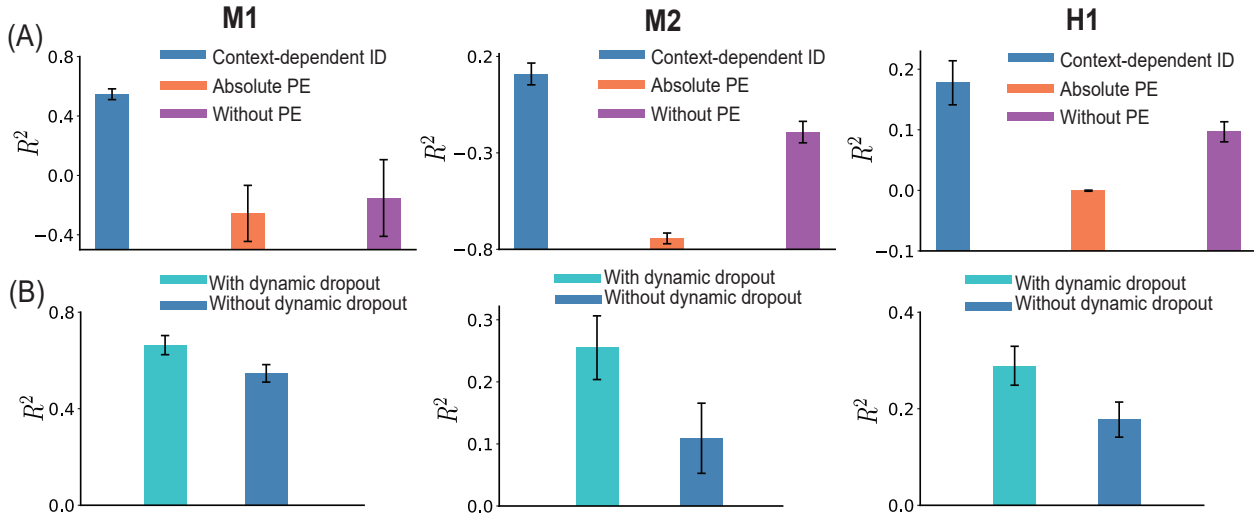 M1
M2
H1
(A)
0.8
0.4
0.0
−0.4
R²
Context-dependent ID
Absolute PE
Without PE
0.2
−0.3
−0.8
R²
Context-dependent ID
Absolute PE
Without PE
0.2
0.1
0.0
−0.1
R²
Context-dependent ID
Absolute PE
Without PE
(B)
With dynamic dropout
Without dynamic dropout
0.8
0.4
0.0
R²
With dynamic dropout
Without dynamic dropout
0.3
0.2
0.1
0.0
R²
With dynamic dropout
Without dynamic dropout
0.4
0.2
0.0
R²